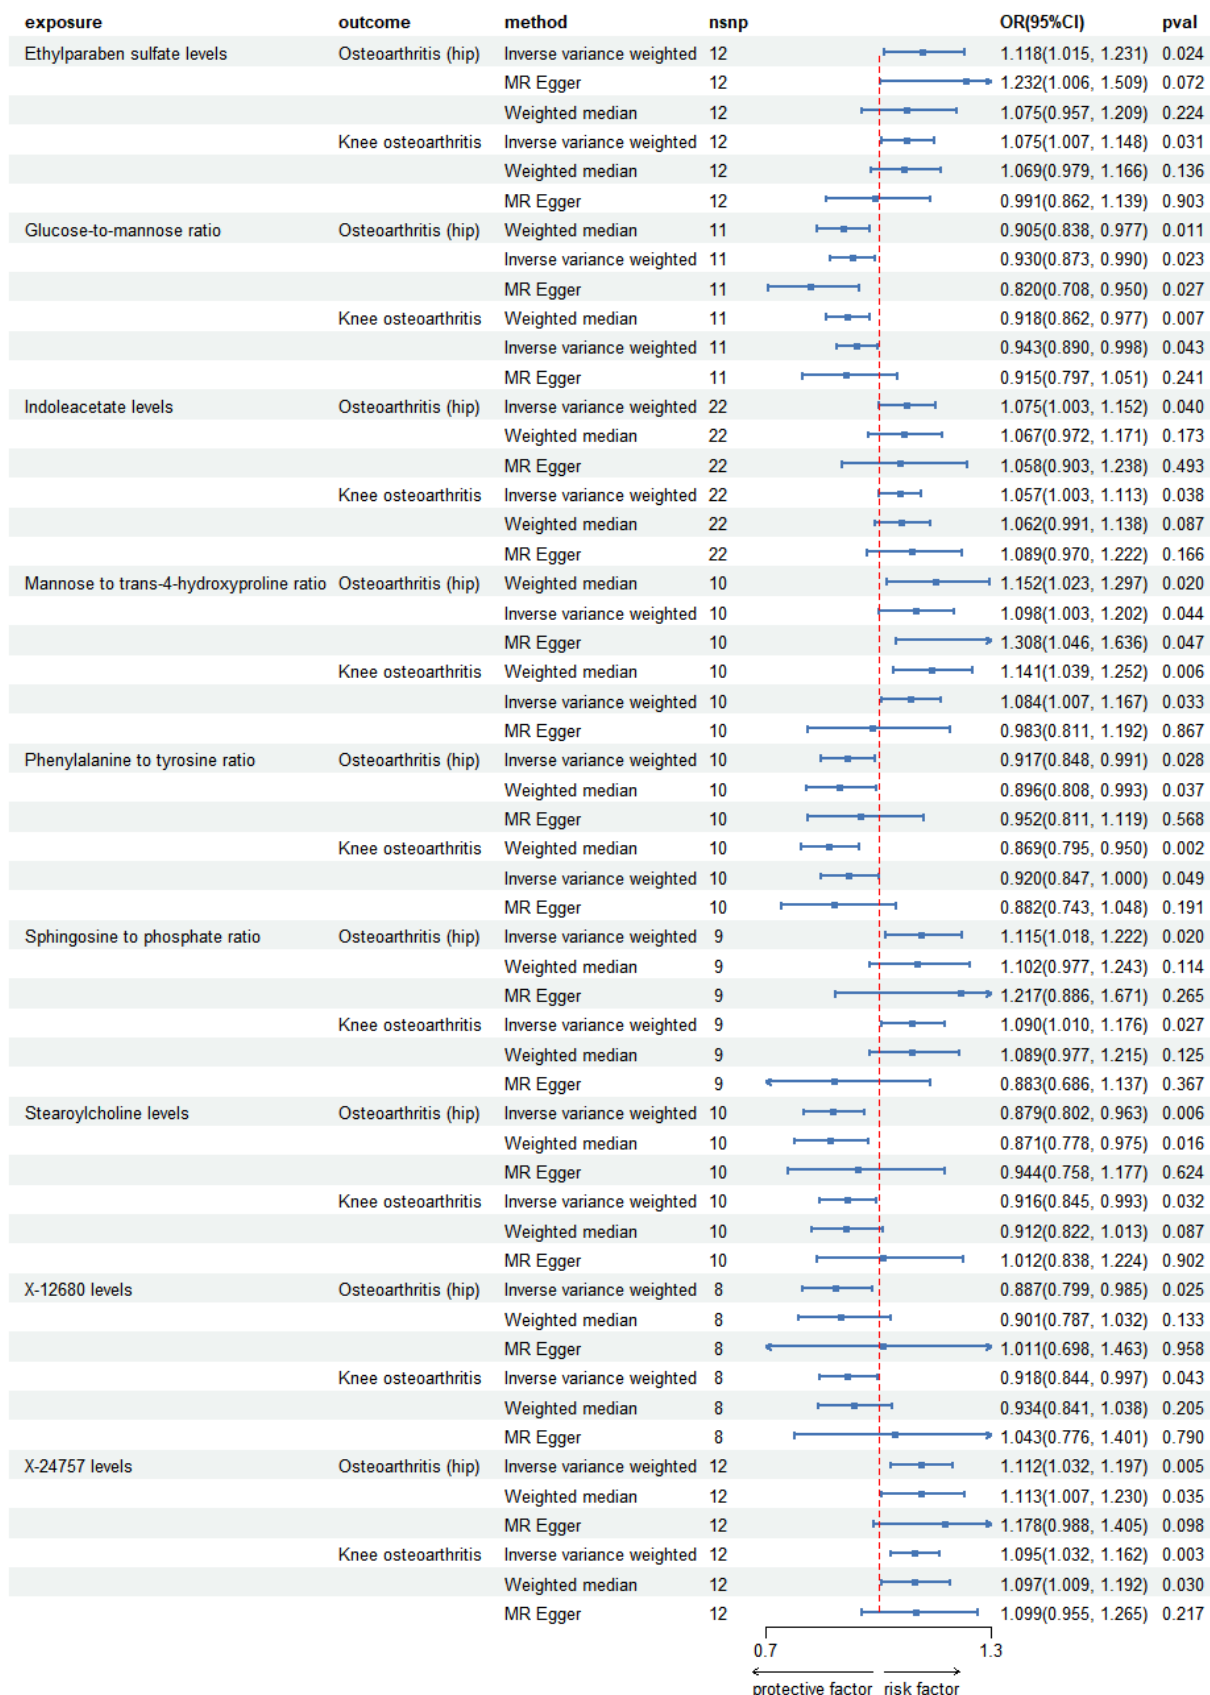 exposure outcome method nsnp OR(95%CI) pval
Ethylparaben sulfate levels Osteoarthritis (hip) Inverse variance weighted 12 1.118(1.015, 1.231) 0.024
MR Egger 12 1.232(1.006, 1.509) 0.072
Weighted median 12 1.075(0.957, 1.209) 0.224
Knee osteoarthritis Inverse variance weighted 12 1.075(1.007, 1.148) 0.031
Weighted median 12 1.069(0.979, 1.166) 0.136
MR Egger 12 0.991(0.862, 1.139) 0.903
Glucose-to-mannose ratio Osteoarthritis (hip) Weighted median 11 0.905(0.838, 0.977) 0.011
Inverse variance weighted 11 0.930(0.873, 0.990) 0.023
MR Egger 11 0.820(0.708, 0.950) 0.027
Knee osteoarthritis Weighted median 11 0.918(0.862, 0.977) 0.007
Inverse variance weighted 11 0.943(0.890, 0.998) 0.043
MR Egger 11 0.915(0.797, 1.051) 0.241
Indoleacetate levels Osteoarthritis (hip) Inverse variance weighted 22 1.075(1.003, 1.152) 0.040
Weighted median 22 1.067(0.972, 1.171) 0.173
MR Egger 22 1.058(0.903, 1.238) 0.493
Knee osteoarthritis Inverse variance weighted 22 1.057(1.003, 1.113) 0.038
Weighted median 22 1.062(0.991, 1.138) 0.087
MR Egger 22 1.089(0.970, 1.222) 0.166
Mannose to trans-4-hydroxyproline ratio Osteoarthritis (hip) Weighted median 10 1.152(1.023, 1.297) 0.020
Inverse variance weighted 10 1.098(1.003, 1.202) 0.044
MR Egger 10 1.308(1.046, 1.636) 0.047
Knee osteoarthritis Weighted median 10 1.141(1.039, 1.252) 0.006
Inverse variance weighted 10 1.084(1.007, 1.167) 0.033
MR Egger 10 0.983(0.811, 1.192) 0.867
Phenylalanine to tyrosine ratio Osteoarthritis (hip) Inverse variance weighted 10 0.917(0.848, 0.991) 0.028
Weighted median 10 0.896(0.808, 0.993) 0.037
MR Egger 10 0.952(0.811, 1.119) 0.568
Knee osteoarthritis Weighted median 10 0.869(0.795, 0.950) 0.002
Inverse variance weighted 10 0.920(0.847, 1.000) 0.049
MR Egger 10 0.882(0.743, 1.048) 0.191
Sphingosine to phosphate ratio Osteoarthritis (hip) Inverse variance weighted 9 1.115(1.018, 1.222) 0.020
Weighted median 9 1.102(0.977, 1.243) 0.114
MR Egger 9 1.217(0.886, 1.671) 0.265
Knee osteoarthritis Inverse variance weighted 9 1.090(1.010, 1.176) 0.027
Weighted median 9 1.089(0.977, 1.215) 0.125
MR Egger 9 0.883(0.686, 1.137) 0.367
Stearoylcholine levels Osteoarthritis (hip) Inverse variance weighted 10 0.879(0.802, 0.963) 0.006
Weighted median 10 0.871(0.778, 0.975) 0.016
MR Egger 10 0.944(0.758, 1.177) 0.624
Knee osteoarthritis Inverse variance weighted 10 0.916(0.845, 0.993) 0.032
Weighted median 10 0.912(0.822, 1.013) 0.087
MR Egger 10 1.012(0.838, 1.224) 0.902
X-12680 levels Osteoarthritis (hip) Inverse variance weighted 8 0.887(0.799, 0.985) 0.025
Weighted median 8 0.901(0.787, 1.032) 0.133
MR Egger 8 1.011(0.698, 1.463) 0.958
Knee osteoarthritis Inverse variance weighted 8 0.918(0.844, 0.997) 0.043
Weighted median 8 0.934(0.841, 1.038) 0.205
MR Egger 8 1.043(0.776, 1.401) 0.790
X-24757 levels Osteoarthritis (hip) Inverse variance weighted 12 1.112(1.032, 1.197) 0.005
Weighted median 12 1.113(1.007, 1.230) 0.035
MR Egger 12 1.178(0.988, 1.405) 0.098
Knee osteoarthritis Inverse variance weighted 12 1.095(1.032, 1.162) 0.003
Weighted median 12 1.097(1.009, 1.192) 0.030
MR Egger 12 1.099(0.955, 1.265) 0.217
0.7 1.3
protective factor risk factor